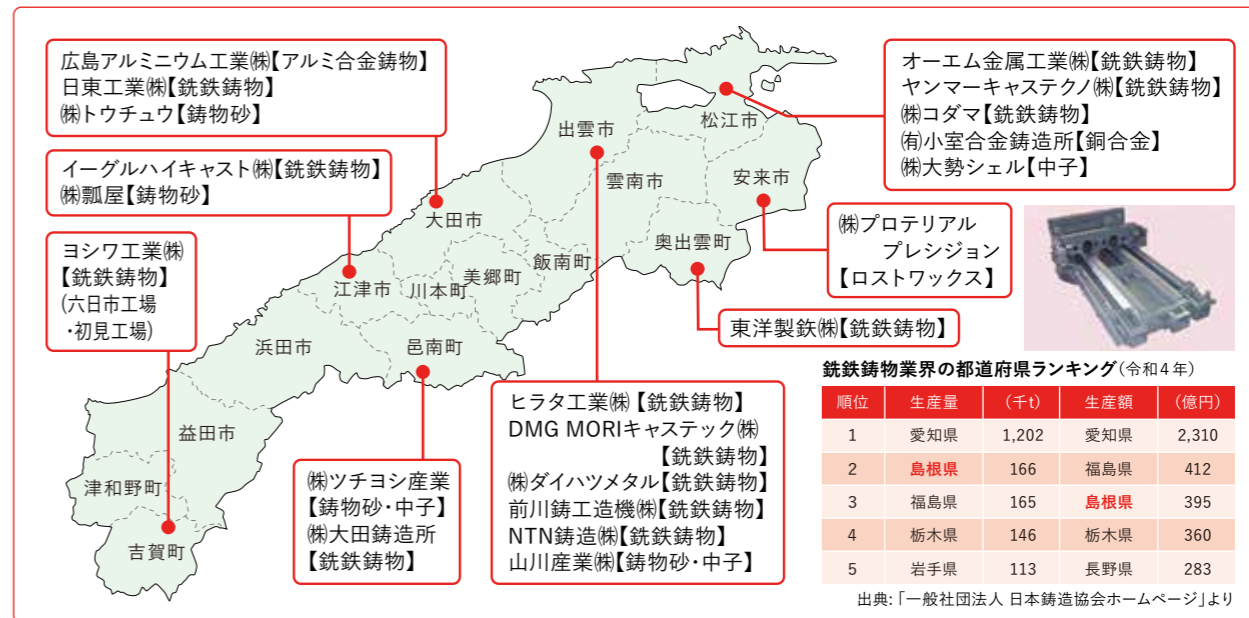 広島アルミニウム工業㈱【アルミ合金鋳物】
日東工業㈱【銑鉄鋳物】
㈱トウチュウ【鋳物砂】
イーグルハイキャスト㈱【銑鉄鋳物】
㈱瓢屋【鋳物砂】
ヨシワ工業㈱
【銑鉄鋳物】
(六日市工場
・初見工場)
オーエム金属工業㈱【銑鉄鋳物】
ヤンマーキャステクノ㈱【銑鉄鋳物】
㈱コダマ【銑鉄鋳物】
㈲小室合金鋳造所【銅合金】
㈱大勢シェル【中子】
㈱プロテリアル
プレシジョン
【ロストワックス】
東洋製鉄㈱【銑鉄鋳物】
松江市
出雲市
雲南市
安来市
大田市
奥出雲町
飯南町
美郷町
川本町
江津市
邑南町
浜田市
益田市
津和野町
吉賀町
㈱ツチヨシ産業
【鋳物砂・中子】
㈱大田鋳造所
【銑鉄鋳物】
ヒラタ工業㈱【銑鉄鋳物】
DMG MORIキャステック㈱
【銑鉄鋳物】
㈱ダイハツメタル【銑鉄鋳物】
前川鋳工造機㈱【銑鉄鋳物】
NTN鋳造㈱【銑鉄鋳物】
山川産業㈱【鋳物砂・中子】
銑鉄鋳物業界の都道府県ランキング(令和4年)
順位 生産量 (千t) 生産額 (億円)
1 愛知県 1,202 愛知県 2,310
2 島根県 166 福島県 412
3 福島県 165 島根県 395
4 栃木県 146 栃木県 360
5 岩手県 113 長野県 283
出典:「一般社団法人 日本鋳造協会ホームページ」より